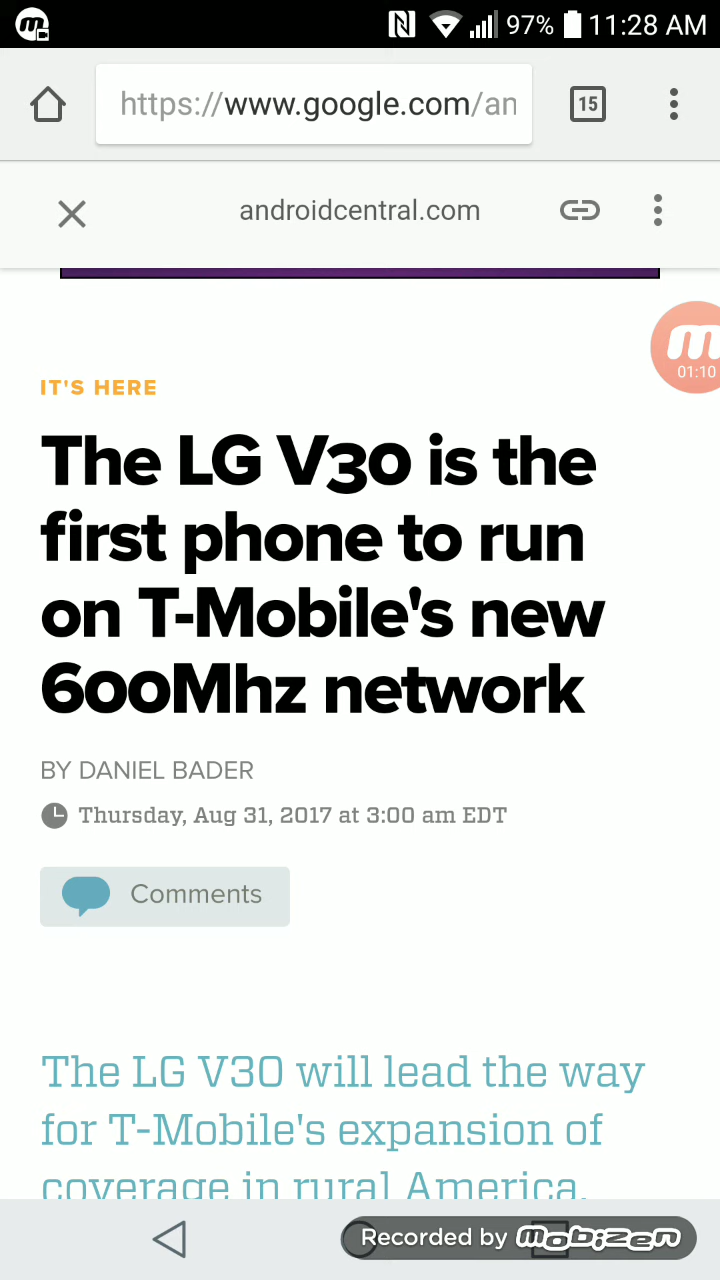 97% 11:28 AM
https://www.google.com/an
15
androidcentral.com
m
01:10
IT'S HERE
The LG V30 is the
first phone to run
on T-Mobile's new
600Mhz network
BY DANIEL BADER
Thursday, Aug 31, 2017 at 3:00 am EDT
Comments
The LG V30 will lead the way
for T-Mobile's expansion of
coverage in rural America.
Recorded by mobizen